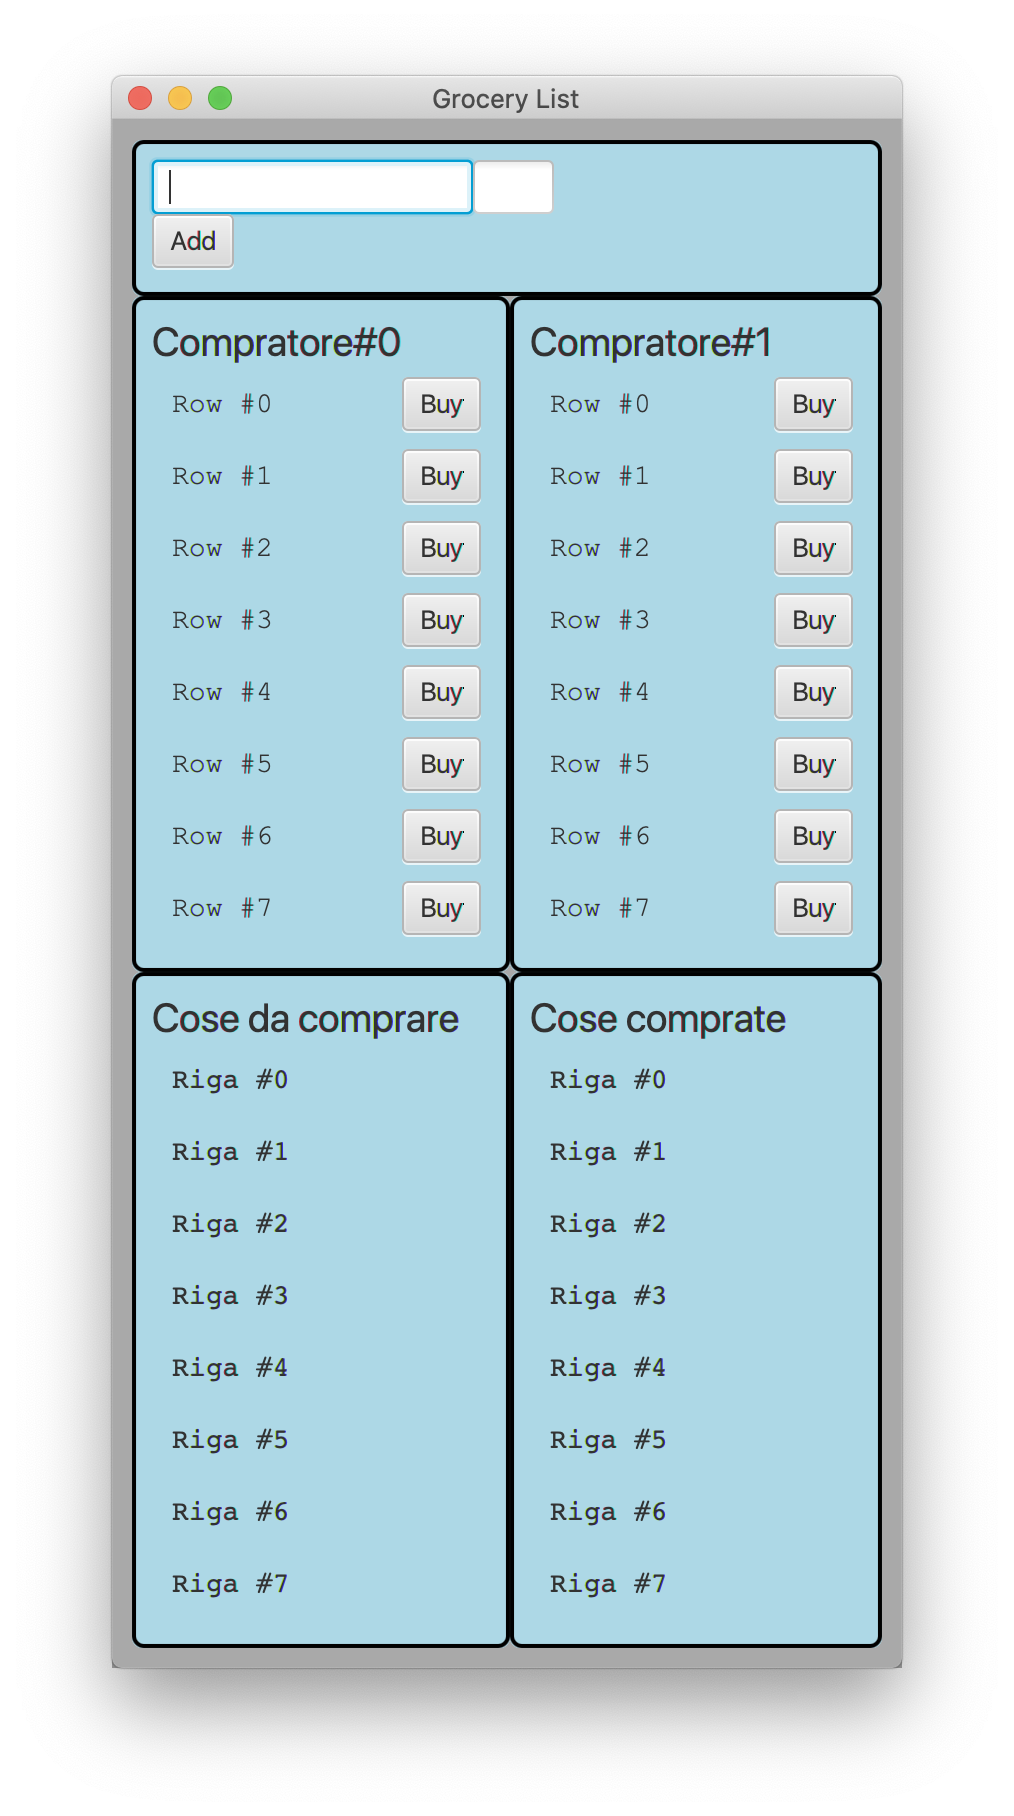 Grocery List
Add
Compratore#0
Row #0 Buy
Row #1 Buy
Row #2 Buy
Row #3 Buy
Row #4 Buy
Row #5 Buy
Row #6 Buy
Row #7 Buy
Compratore#1
Row #0 Buy
Row #1 Buy
Row #2 Buy
Row #3 Buy
Row #4 Buy
Row #5 Buy
Row #6 Buy
Row #7 Buy
Cose da comprare
Riga #0
Riga #1
Riga #2
Riga #3
Riga #4
Riga #5
Riga #6
Riga #7
Cose comprate
Riga #0
Riga #1
Riga #2
Riga #3
Riga #4
Riga #5
Riga #6
Riga #7